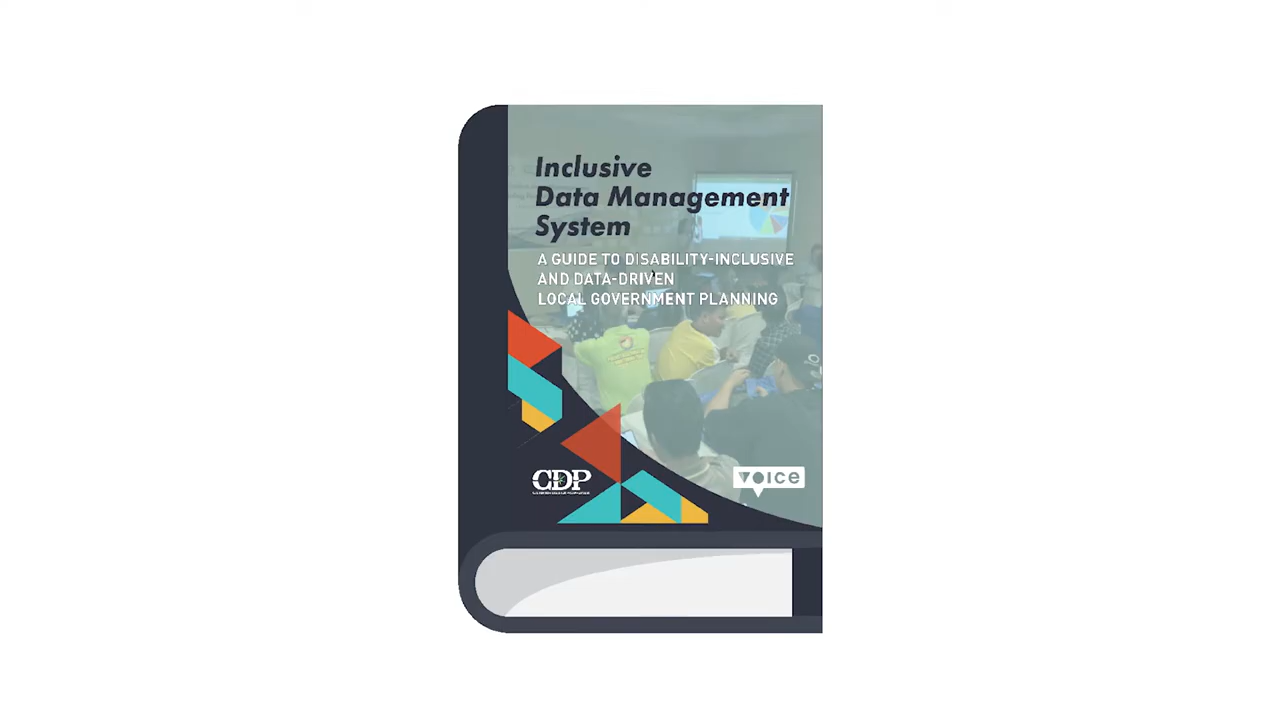 Inclusive
Data Management
System
A GUIDE TO DISABILITY-INCLUSIVE
AND DATA-DRIVEN
LOCAL GOVERNMENT PLANNING
CDP
VOICE